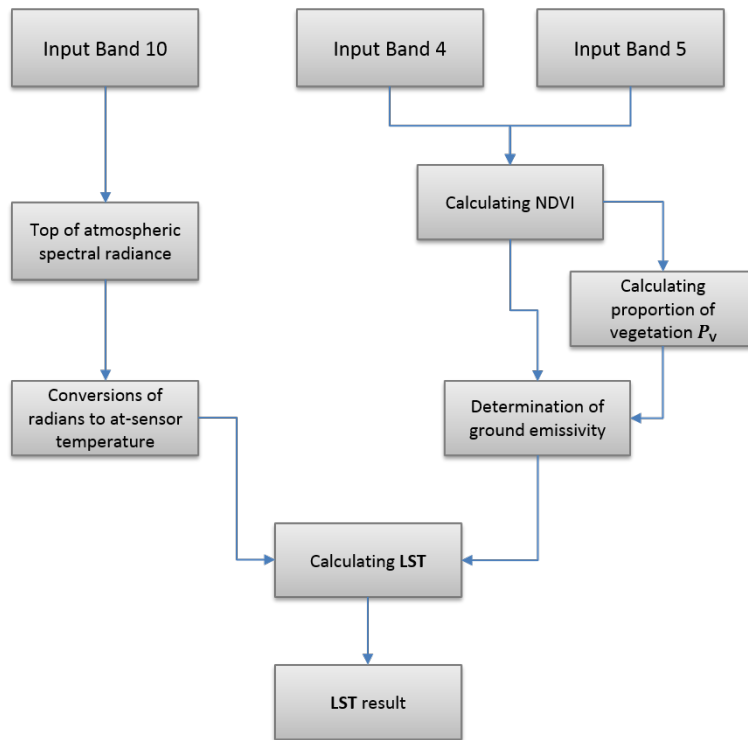 Input Band 10
Input Band 4
Input Band 5
Top of atmospheric
spectral radiance
Calculating NDVI
Calculating
proportion of
vegetation Pv
Conversions of
radians to at-sensor
temperature
Determination of
ground emissivity
Calculating LST
LST result